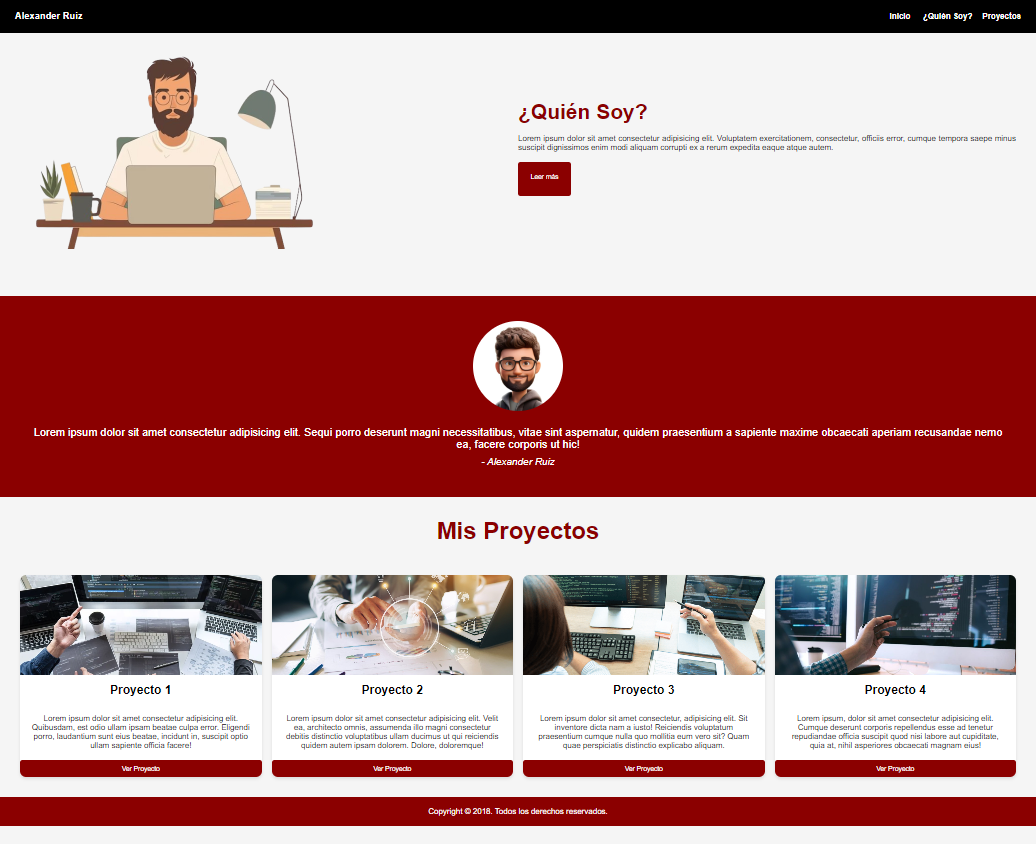 Alexander Ruiz
Inicio ¿Quién Soy? Proyectos
¿Quién Soy?
Lorem ipsum dolor sit amet consectetur adipisicing elit. Voluptatem exercitationem, consectetur, officiis error, cumque tempora saepe minus
suscipit dignissimos enim modi aliquam corrupti ex a rerum expedita eaque atque autem.
Leer más
Lorem ipsum dolor sit amet consectetur adipisicing elit. Sequi porro deserunt magni necessitatibus, vitae sint aspernatur, quidem praesentium a sapiente maxime obcaecati aperiam recusandae nemo
ea, facere corporis ut hic!
- Alexander Ruiz
Mis Proyectos
Proyecto 1
Lorem ipsum dolor sit amet consectetur adipisicing elit.
Quibusdam, est odio ullam ipsam beatae culpa error. Eligendi
porro, laudantium sunt eius beatae, incidunt in, suscipit optio
ullam sapiente officia facere!
Ver Proyecto
Proyecto 2
Lorem ipsum dolor sit amet consectetur adipisicing elit. Velit
ea, architecto omnis, assumenda illo magni consectetur
debitis distinctio voluptatibus ullam ducimus ut qui reiciendis
quidem autem ipsam dolorem. Dolore, doloremque!
Ver Proyecto
Proyecto 3
Lorem ipsum dolor sit amet consectetur, adipisicing elit. Sit
inventore dicta nam a iusto! Reiciendis voluptatum
praesentium cumque nulla quo mollitia eum vero sit? Quam
quae perspiciatis distinctio explicabo aliquam.
Ver Proyecto
Proyecto 4
Lorem ipsum, dolor sit amet consectetur adipisicing elit.
Cumque deserunt corporis repellendus esse ad tenetur
repudiandae officia suscipit quod nisi labore aut cupiditate,
quia at, nihil asperiores obcaecati magnam eius!
Ver Proyecto
Copyright © 2018. Todos los derechos reservados.